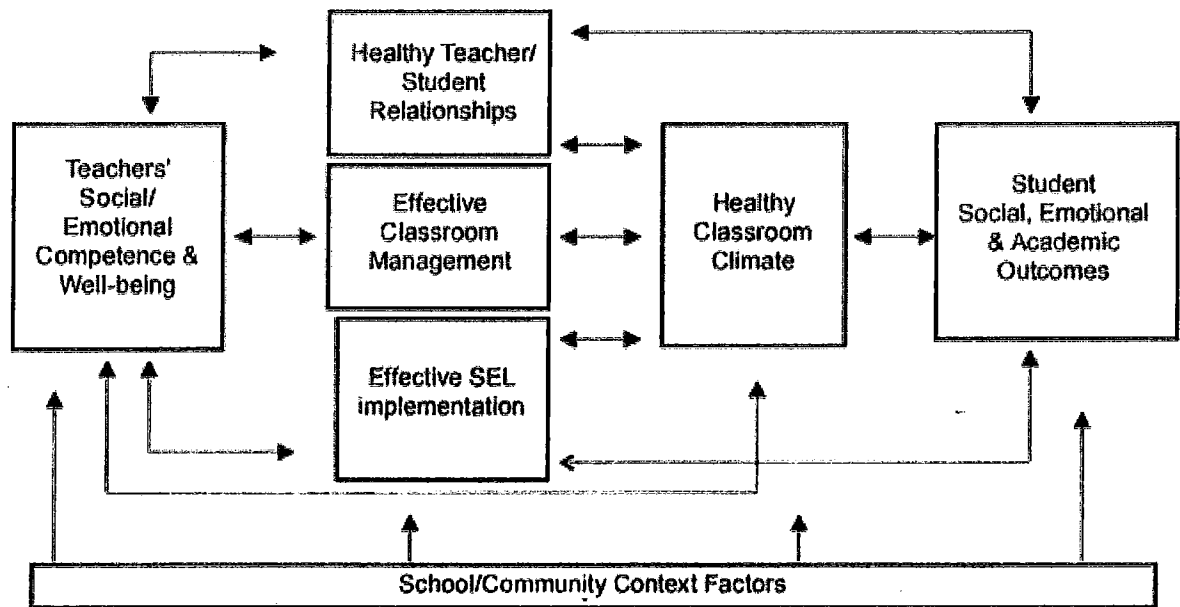 Healthy Teacher/
Student
Relationships
Teachers'
Social/
Emotional
Competence &
Well-being
Effective
Classroom
Management
Healthy
Classroom
Climate
Student
Social, Emotional
& Academic
Outcomes
Effective SEL
implementation
School/Community Context Factors